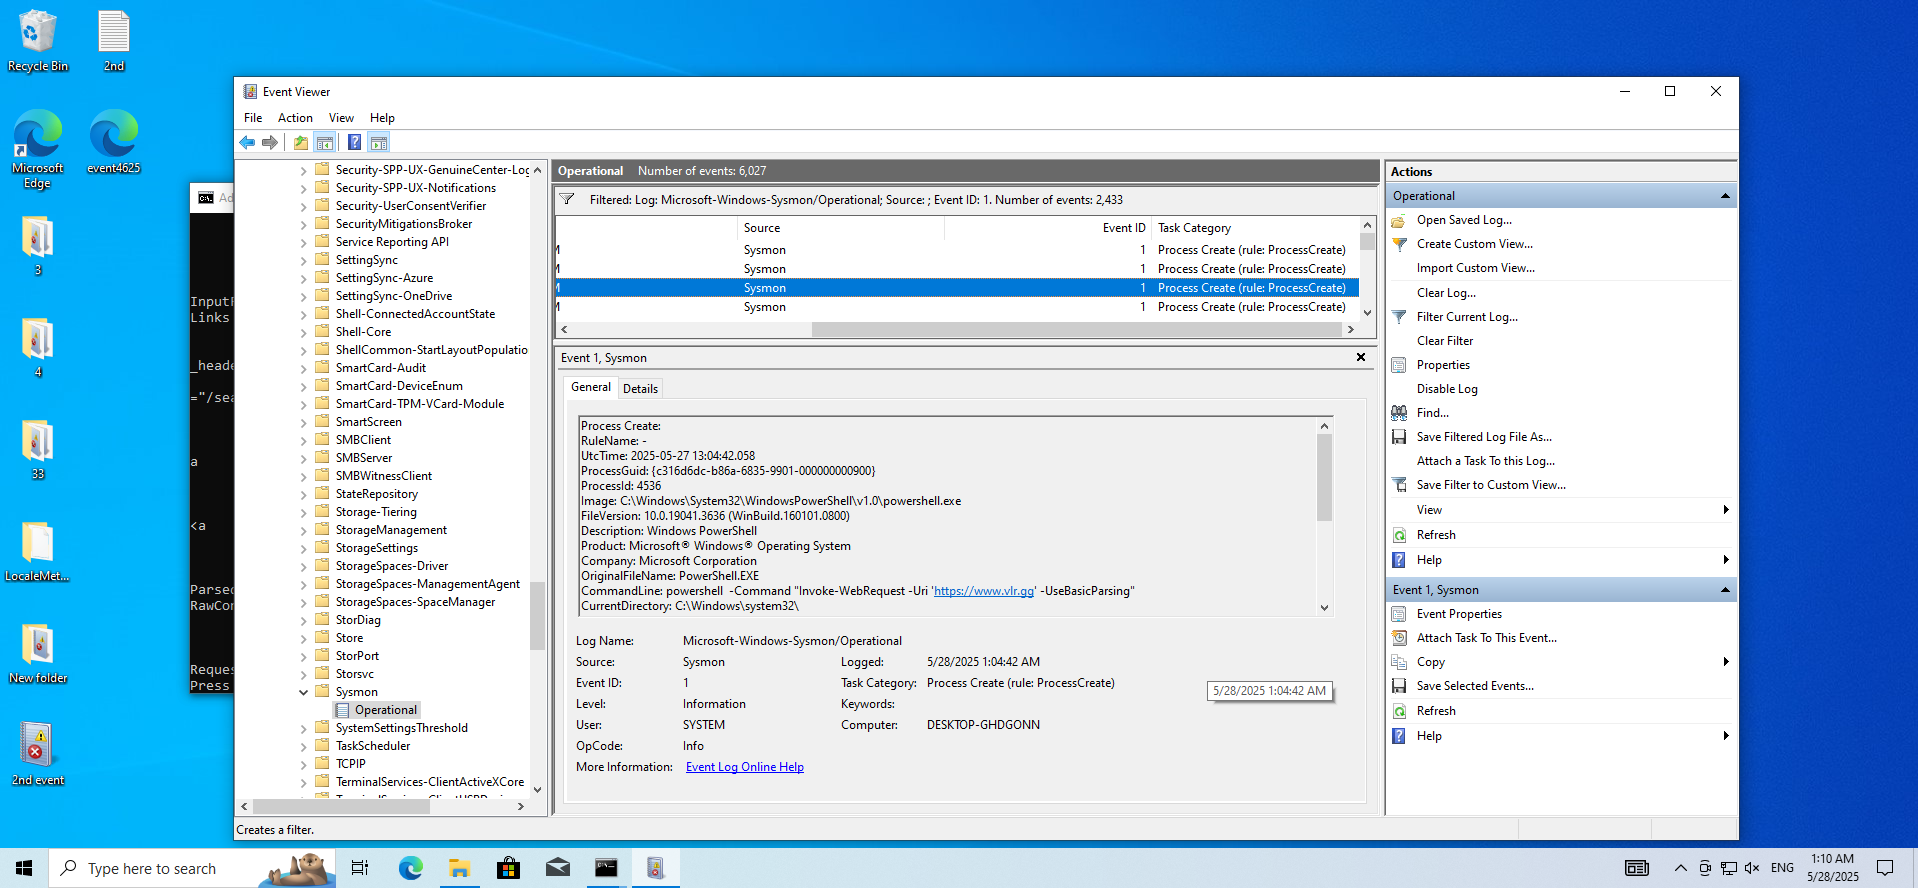 Recycle Bin
2nd
Microsoft Edge
event4625
3
4
33
LocaleMet...
New folder
2nd event
Ad
InputF
Links
_heade
="/sea
a
<a
Parsed
RawCon
Reques
Press
Event Viewer
File Action View Help
Security-SPP-UX-GenuineCenter-Log
Security-SPP-UX-Notifications
Security-UserConsentVerifier
SecurityMitigationsBroker
Service Reporting API
SettingSync
SettingSync-Azure
SettingSync-OneDrive
Shell-ConnectedAccountState
Shell-Core
ShellCommon-StartLayoutPopulatio
SmartCard-Audit
SmartCard-DeviceEnum
SmartCard-TPM-VCard-Module
SmartScreen
SMBClient
SMBServer
SMBWitnessClient
StateRepository
Storage-Tiering
StorageManagement
StorageSettings
StorageSpaces-Driver
StorageSpaces-ManagementAgent
StorageSpaces-SpaceManager
StorDiag
Store
StorPort
Storsvc
Sysmon
Operational
SystemSettingsThreshold
TaskScheduler
TCPIP
TerminalServices-ClientActiveXCore
Operational Number of events: 6,027
Filtered: Log: Microsoft-Windows-Sysmon/Operational; Source: ; Event ID: 1. Number of events: 2,433
Source Event ID Task Category
Sysmon 1 Process Create (rule: ProcessCreate)
Sysmon 1 Process Create (rule: ProcessCreate)
Sysmon 1 Process Create (rule: ProcessCreate)
Sysmon 1 Process Create (rule: ProcessCreate)
Event 1, Sysmon
General Details
Process Create:
RuleName: -
UtcTime: 2025-05-27 13:04:42.058
ProcessGuid: {c316d6dc-b86a-6835-9901-000000000900}
ProcessId: 4536
Image: C:\Windows\System32\WindowsPowerShell\v1.0\powershell.exe
FileVersion: 10.0.19041.3636 (WinBuild.160101.0800)
Description: Windows PowerShell
Product: Microsoft® Windows® Operating System
Company: Microsoft Corporation
OriginalFileName: PowerShell.EXE
CommandLine: powershell  -Command "Invoke-WebRequest -Uri 'https://www.vlr.gg' -UseBasicParsing"
CurrentDirectory: C:\Windows\system32\
Log Name: Microsoft-Windows-Sysmon/Operational
Source: Sysmon Logged: 5/28/2025 1:04:42 AM
Event ID: 1 Task Category: Process Create (rule: ProcessCreate)
Level: Information Keywords:
User: SYSTEM Computer: DESKTOP-GHDGONN
OpCode: Info
More Information: Event Log Online Help
5/28/2025 1:04:42 AM
Actions
Operational
Open Saved Log...
Create Custom View...
Import Custom View...
Clear Log...
Filter Current Log...
Clear Filter
Properties
Disable Log
Find...
Save Filtered Log File As...
Attach a Task To this Log...
Save Filter to Custom View...
View
Refresh
Help
Event 1, Sysmon
Event Properties
Attach Task To This Event...
Copy
Save Selected Events...
Refresh
Help
Creates a filter.
Type here to search
ENG
1:10 AM
5/28/2025